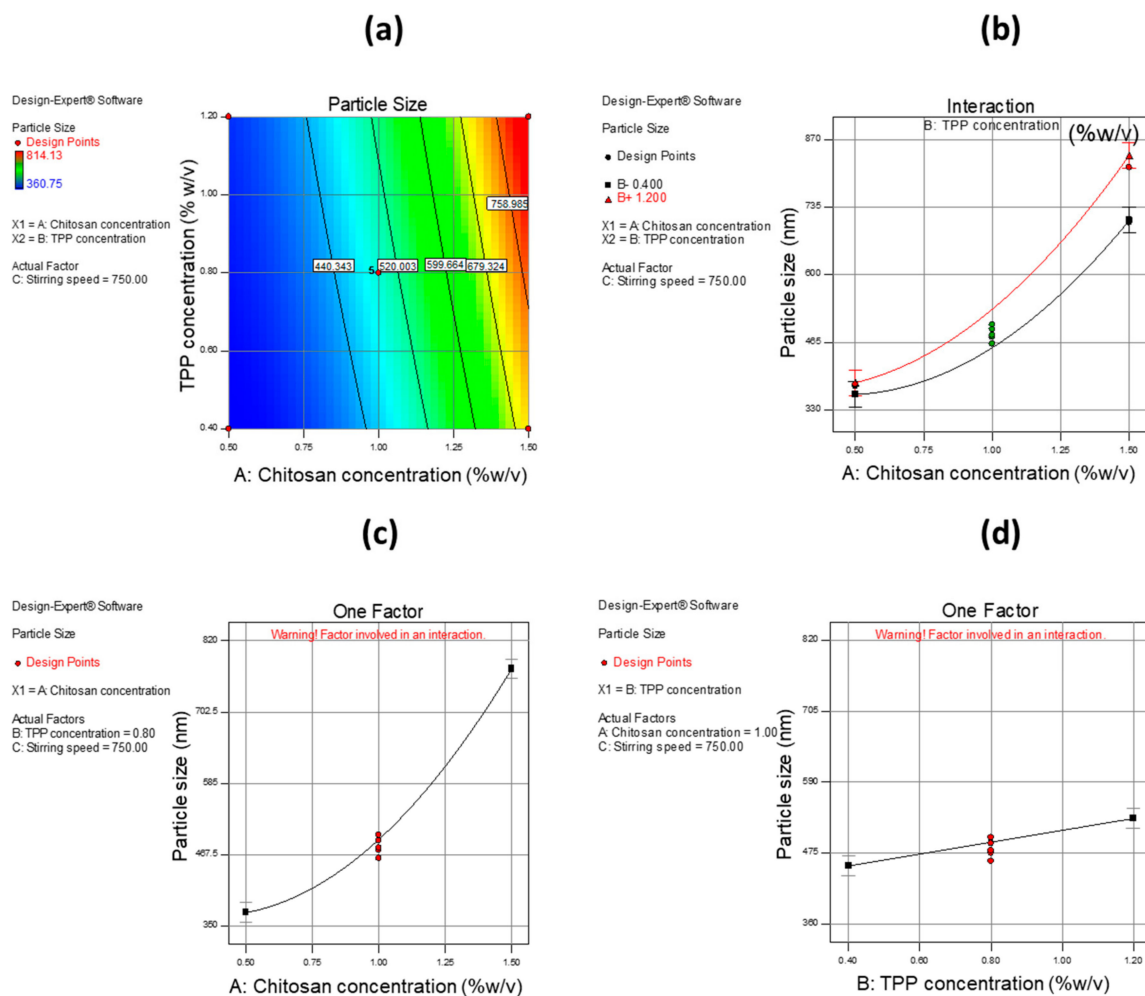 (a)
Design-Expert® Software
Particle Size
Design Points
814.13
360.75
X1 = A: Chitosan concentration
X2 = B: TPP concentration
Actual Factor
C: Stirring speed = 750.00
Particle Size
TPP concentration (% w/v)
1.20
1.00
0.80
0.60
0.40
440.343
5
520.003
599.664
679.324
758.985
0.50
0.75
1.00
1.25
1.50
A: Chitosan concentration (%w/v)
(b)
Design-Expert® Software
Particle Size
Design Points
B- 0.400
B+ 1.200
X1 = A: Chitosan concentration
X2 = B: TPP concentration
Actual Factor
C: Stirring speed = 750.00
Interaction
B: TPP concentration
(%w/v)
Particle size (nm)
870
735
600
465
330
0.50
0.75
1.00
1.25
1.50
A: Chitosan concentration (%w/v)
(c)
Design-Expert® Software
Particle Size
Design Points
X1 = A: Chitosan concentration
Actual Factors
B: TPP concentration = 0.80
C: Stirring speed = 750.00
One Factor
Warning! Factor involved in an interaction.
Particle size (nm)
820
702.5
585
467.5
350
0.50
0.75
1.00
1.25
1.50
A: Chitosan concentration (%w/v)
(d)
Design-Expert® Software
Particle Size
Design Points
X1 = B: TPP concentration
Actual Factors
A: Chitosan concentration = 1.00
C: Stirring speed = 750.00
One Factor
Warning! Factor involved in an interaction.
Particle size (nm)
820
705
590
475
360
0.40
0.60
0.80
1.00
1.20
B: TPP concentration (%w/v)